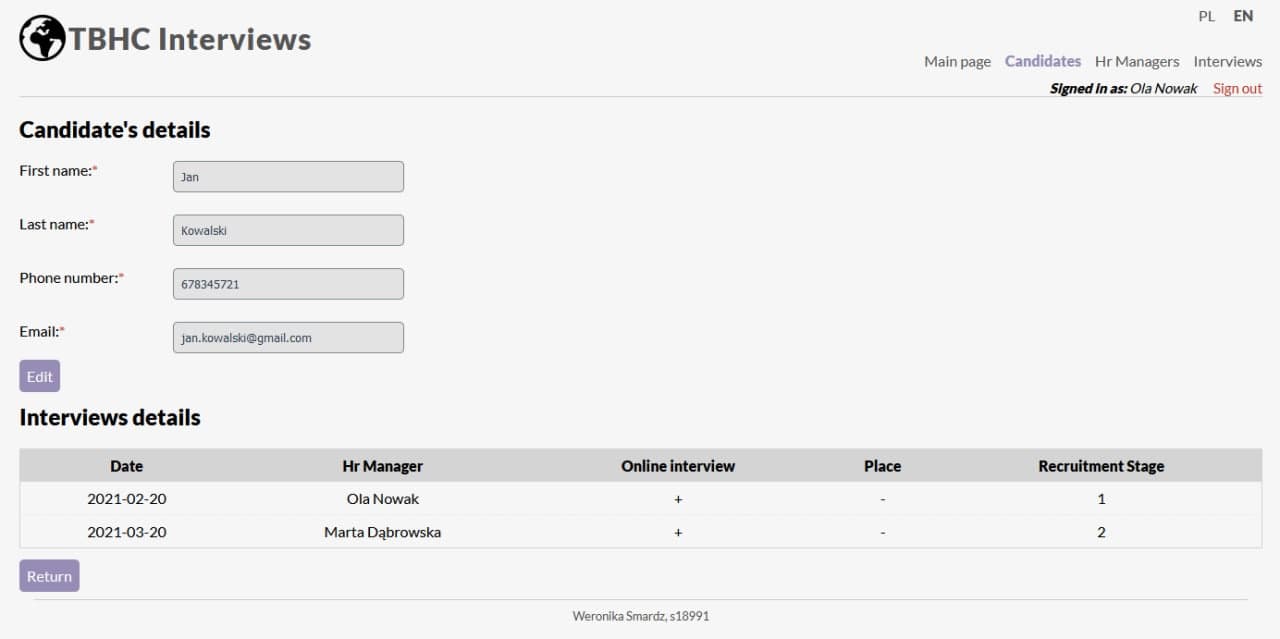 PL EN
TBHC Interviews
Main page Candidates Hr Managers Interviews
Signed in as: Ola Nowak Sign out
Candidate's details
First name:* Jan
Last name:* Kowalski
Phone number:* 678345721
Email:* jan.kowalski@gmail.com
Edit
Interviews details
Date Hr Manager Online interview Place Recruitment Stage
2021-02-20 Ola Nowak + - 1
2021-03-20 Marta Dąbrowska + - 2
Return
Weronika Smardz, s18991